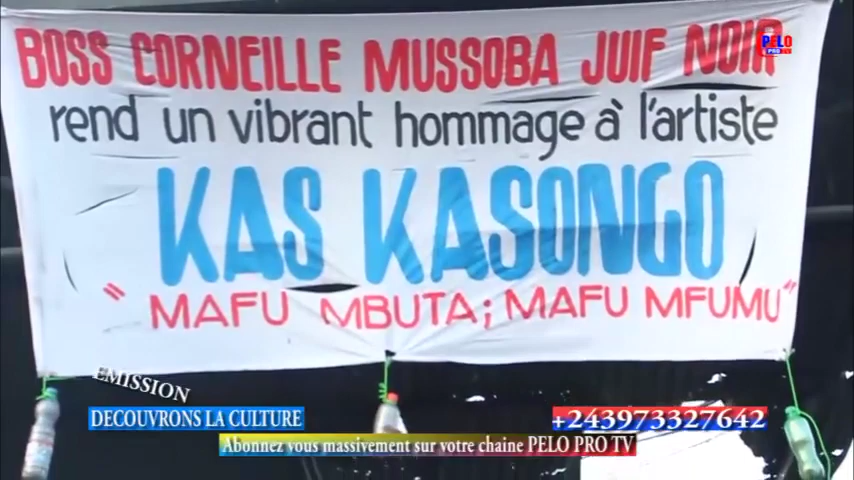 BOSS CORNEILLE MUSSOBA JUIF NOIR
PELO
PRO
rend un vibrant hommage à l'artiste
KAS KASONGO
"MAFU MBUTA; MAFU MFUMU"
EMISSION
DECOUVRONS LA CULTURE
+243973327642
Abonnez vous massivement sur votre chaine PELO PRO TV